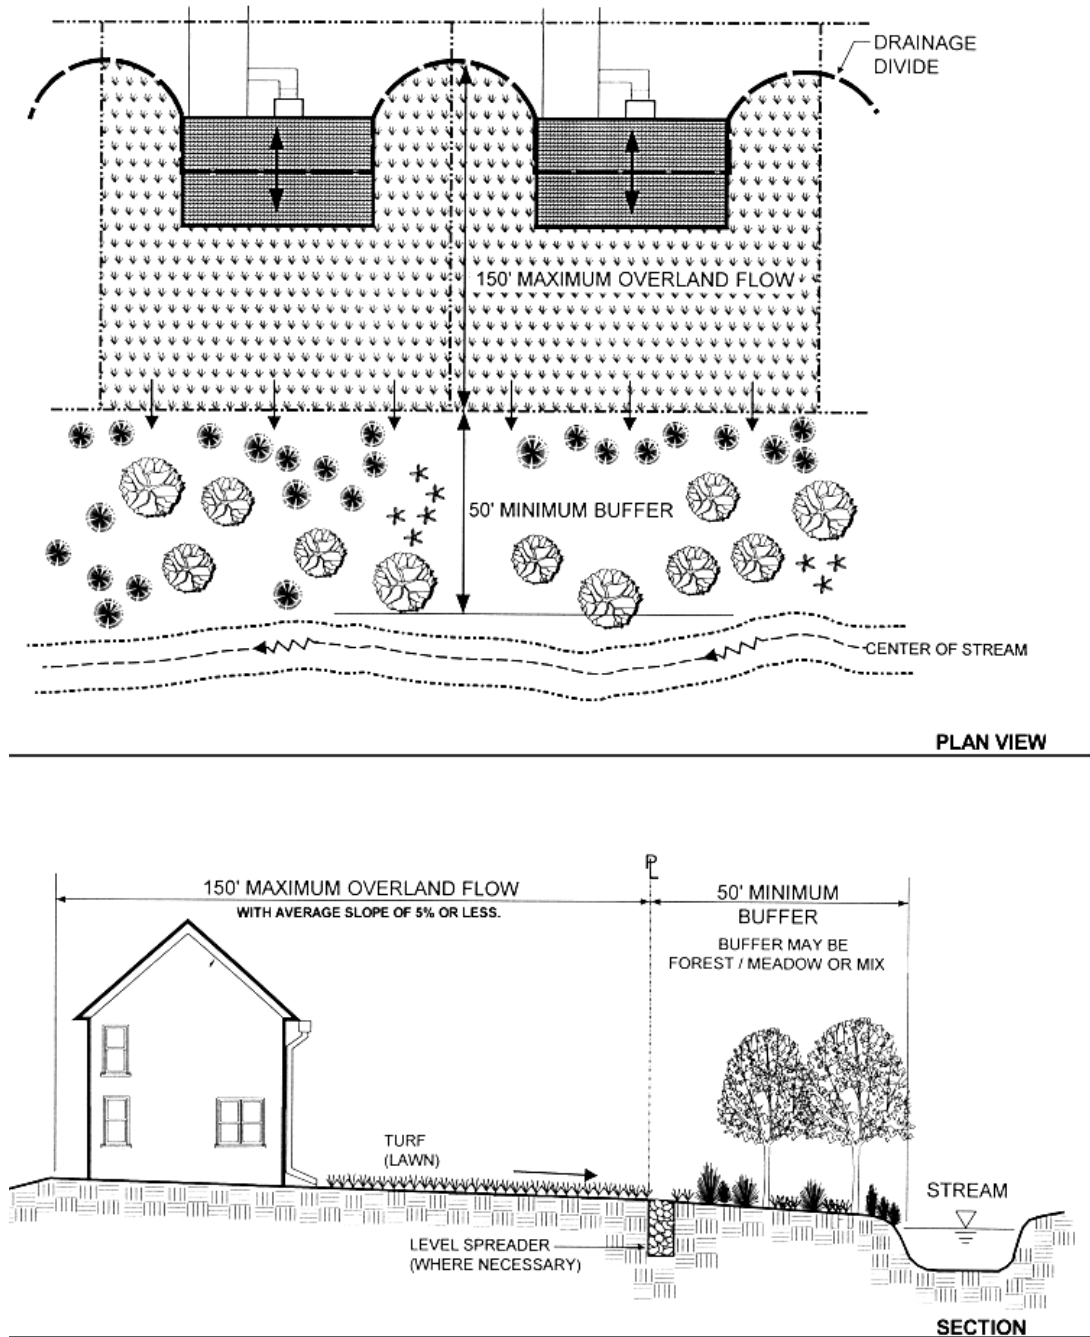 DRAINAGE
DIVIDE
150' MAXIMUM OVERLAND FLOW
50' MINIMUM BUFFER
CENTER OF STREAM
PLAN VIEW
PL
150' MAXIMUM OVERLAND FLOW
WITH AVERAGE SLOPE OF 5% OR LESS.
50' MINIMUM
BUFFER
BUFFER MAY BE
FOREST / MEADOW OR MIX
TURF
(LAWN)
STREAM
LEVEL SPREADER
(WHERE NECESSARY)
SECTION